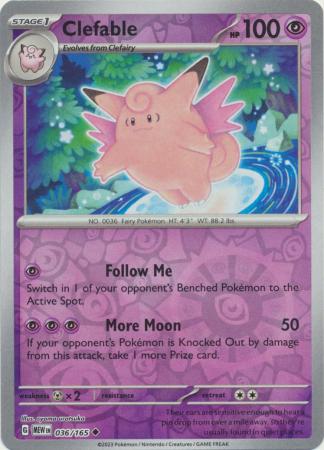 STAGE 1
Clefable
HP 100
Evolves from Clefairy
NO. 0036 Fairy Pokémon HT: 4'3" WT: 88.2 lbs.
Follow Me
Switch in 1 of your opponent's Benched Pokémon to the
Active Spot.
More Moon 50
If your opponent's Pokémon is Knocked Out by damage
from this attack, take 1 more Prize card.
weakness ×2 resistance retreat
Illus. oyama uratsuka
G MEW EN 036/165
Their ears are sensitive enough to hear a
pin drop from over a mile away, so they're
usually found in quiet places.
©2023 Pokémon / Nintendo / Creatures / GAME FREAK